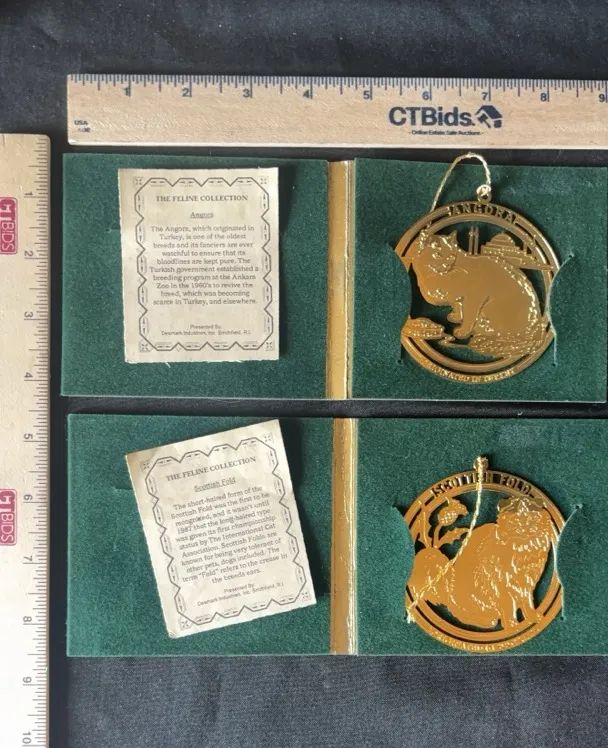 1 2 3 4 5 6 7 8 9
CTBids.
Online Estate Sale Auctions
THE FELINE COLLECTION
Angora
The Angora, which originated in
Turkey, is one of the oldest
breeds and its fanciers are ever
watchful to ensure that its
bloodlines are kept pure. The
Turkish government established a
breeding program at the Ankara
Zoo in the 1960's to revive the
breed, which was becoming
scarce in Turkey, and elsewhere.
Presented By:
Desmark Industries, Inc. Smithfield, R.I.
ANGORA
ORIGINATED IN TURKEY
THE FELINE COLLECTION
Scottish Fold
The short-haired form of the
Scottish Fold was the first to be
recognized, and it wasn't until
1987 that the long-haired type
was given its first championship
status by The International Cat
Association. Scottish Folds are
known for being very tolerant of
other pets, dogs included. The
term "Fold" refers to the crease in
the breeds ears.
Presented By:
Desmark Industries, Inc. Smithfield, R.I.
SCOTTISH FOLD
1
CTBIDS
2
3
4
5
6
CTBIDS
7
8
9
10